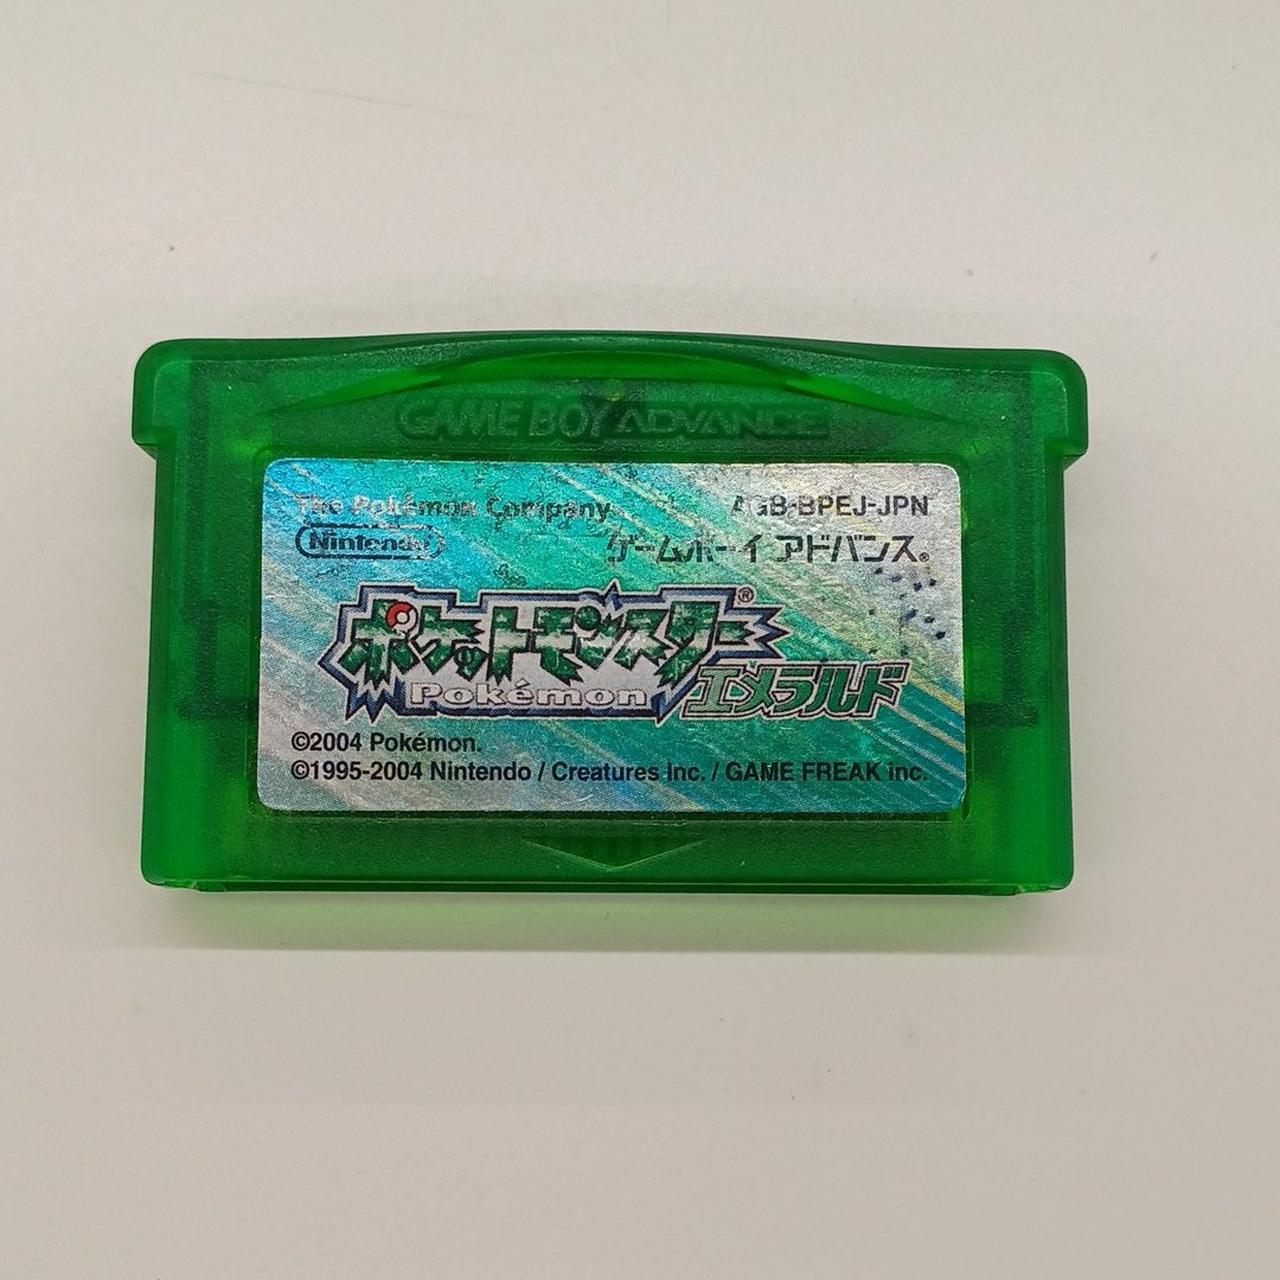 GAME BOY ADVANCE
The Pokémon Company AGB-BPEJ-JPN
Nintendo ゲームボーイ アドバンス®
ポケットモンスター®
Pokémon エメラルド
©2004 Pokémon.
©1995-2004 Nintendo / Creatures inc. / GAME FREAK inc.